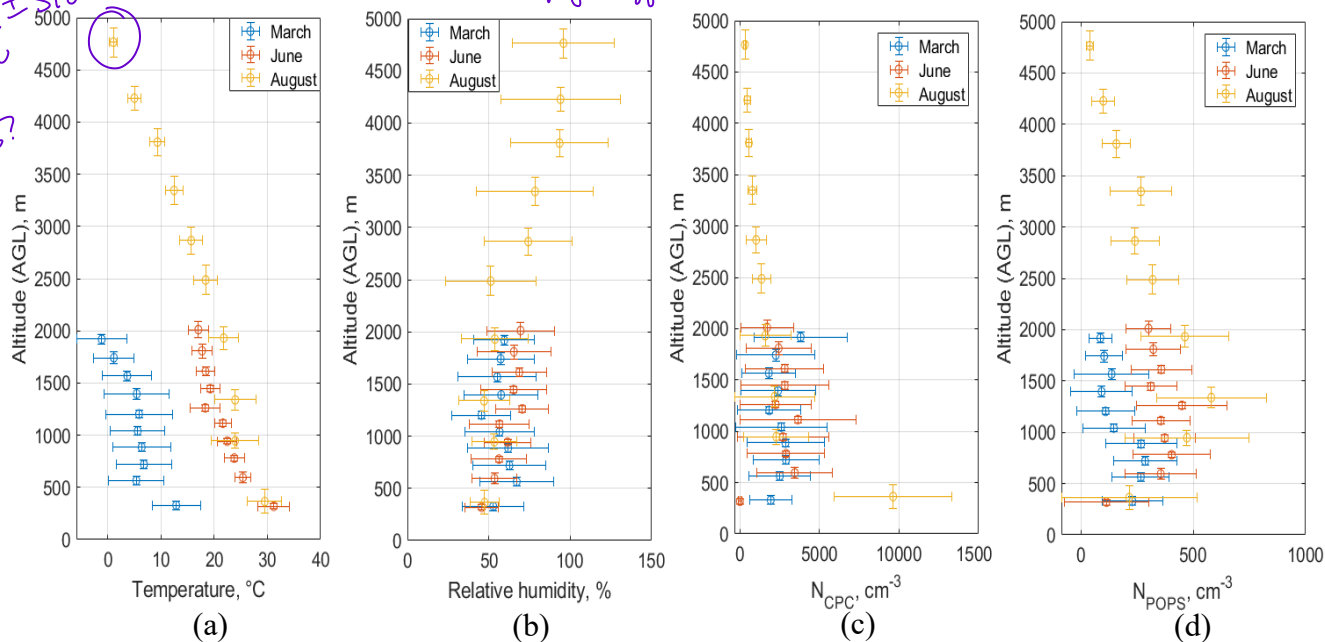 5000
4500
4000
3500
3000
2500
2000
1500
1000
500
0
Altitude (AGL), m
March
June
August
0
10
20
30
40
Temperature, °C
(a)
5000
4500
4000
3500
3000
2500
2000
1500
1000
500
0
Altitude (AGL), m
March
June
August
0
50
100
150
Relative humidity, %
(b)
5000
4500
4000
3500
3000
2500
2000
1500
1000
500
0
Altitude (AGL), m
March
June
August
0
5000
10000
15000
N_CPC, cm⁻³
(c)
5000
4500
4000
3500
3000
2500
2000
1500
1000
500
0
Altitude (AGL), m
March
June
August
0
500
1000
N_POPS, cm⁻³
(d)